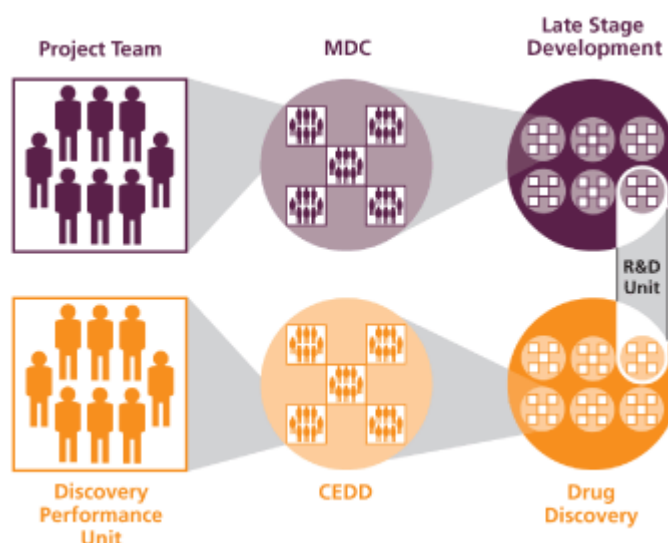 Project Team
MDC
Late Stage
Development
R&D
Unit
Discovery
Performance
Unit
CEDD
Drug
Discovery